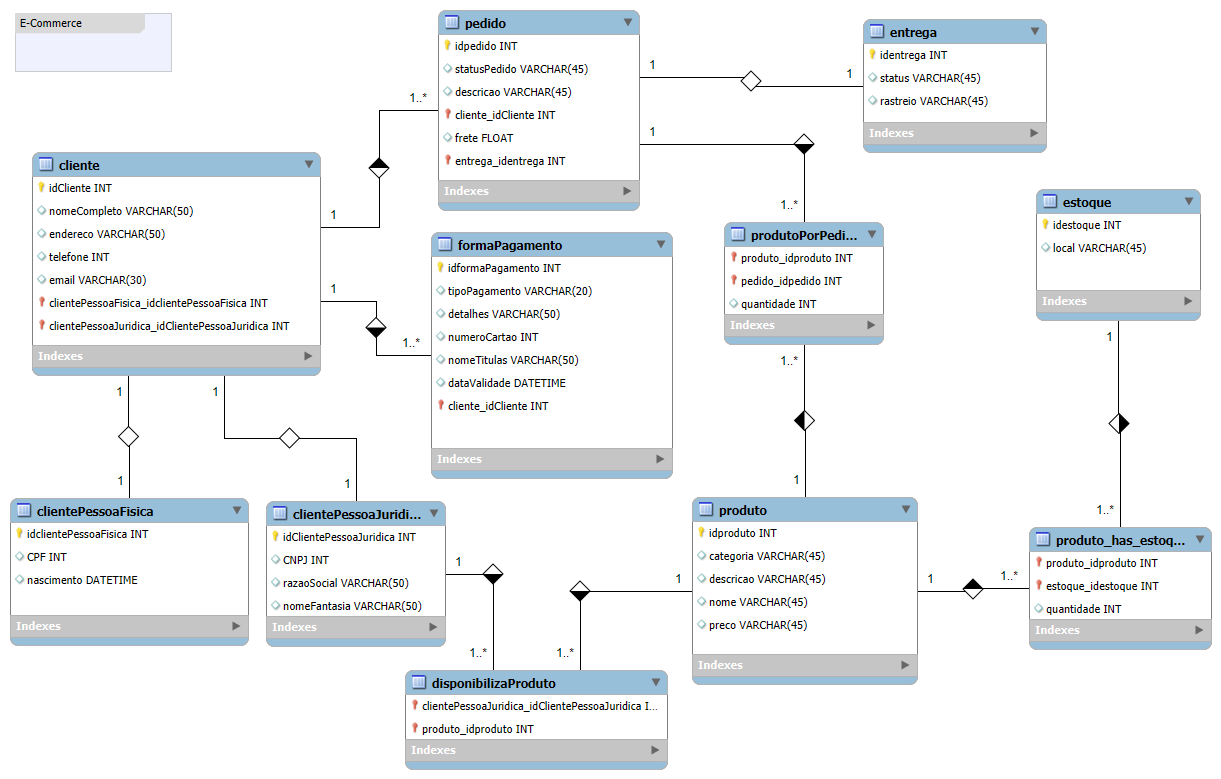 E-Commerce
pedido
idpedido INT
statusPedido VARCHAR(45)
descricao VARCHAR(45)
cliente_idCliente INT
frete FLOAT
entrega_identrega INT
Indexes
entrega
identrega INT
status VARCHAR(45)
rastreio VARCHAR(45)
Indexes
1
1
1
1..*
1..*
1
cliente
idCliente INT
nomeCompleto VARCHAR(50)
endereco VARCHAR(50)
telefone INT
email VARCHAR(30)
clientePessoaFisica_idclientePessoaFisica INT
clientePessoaJuridica_idClientePessoaJuridica INT
Indexes
1
1..*
formaPagamento
idformaPagamento INT
tipoPagamento VARCHAR(20)
detalhes VARCHAR(50)
numeroCartao INT
nomeTitulas VARCHAR(50)
dataValidade DATETIME
cliente_idCliente INT
Indexes
produtoPorPedi...
produto_idproduto INT
pedido_idpedido INT
quantidade INT
Indexes
1..*
1
estoque
idestoque INT
local VARCHAR(45)
Indexes
1
1..*
1
1
1
1
clientePessoaFisica
idclientePessoaFisica INT
CPF INT
nascimento DATETIME
Indexes
clientePessoaJuridi...
idClientePessoaJuridica INT
CNPJ INT
razaoSocial VARCHAR(50)
nomeFantasia VARCHAR(50)
Indexes
1
1..*
1
1..*
produto
idproduto INT
categoria VARCHAR(45)
descricao VARCHAR(45)
nome VARCHAR(45)
preco VARCHAR(45)
Indexes
1
1..*
produto_has_estoq...
produto_idproduto INT
estoque_idestoque INT
quantidade INT
Indexes
disponibilizaProduto
clientePessoaJuridica_idClientePessoaJuridica I...
produto_idproduto INT
Indexes